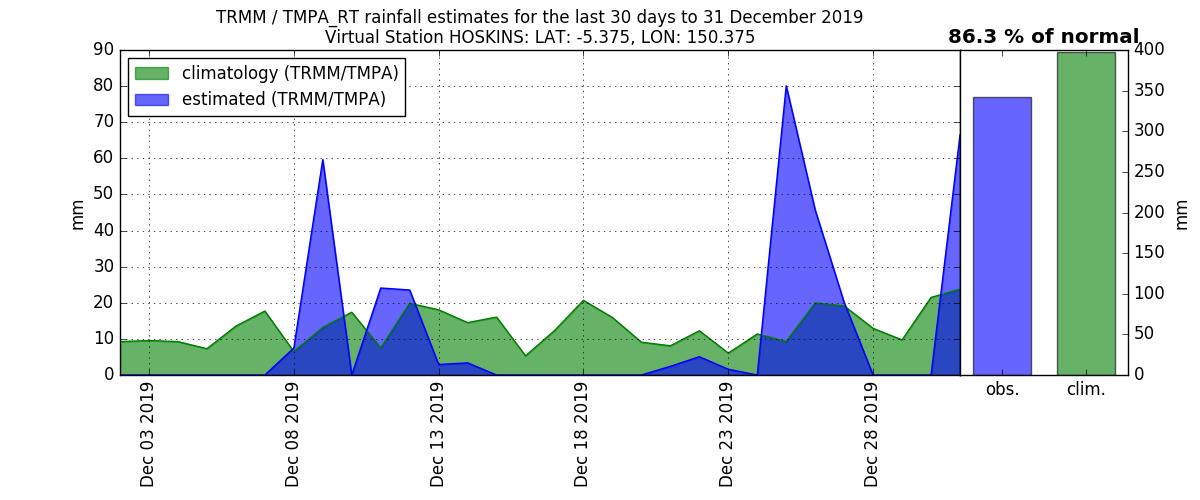 TRMM / TMPA_RT rainfall estimates for the last 30 days to 31 December 2019
Virtual Station HOSKINS: LAT: -5.375, LON: 150.375
86.3 % of normal
climatology (TRMM/TMPA)
estimated (TRMM/TMPA)
90
80
70
60
50
40
30
20
10
0
mm
Dec 03 2019
Dec 08 2019
Dec 13 2019
Dec 18 2019
Dec 23 2019
Dec 28 2019
400
350
300
250
200
150
100
50
0
mm
obs.
clim.